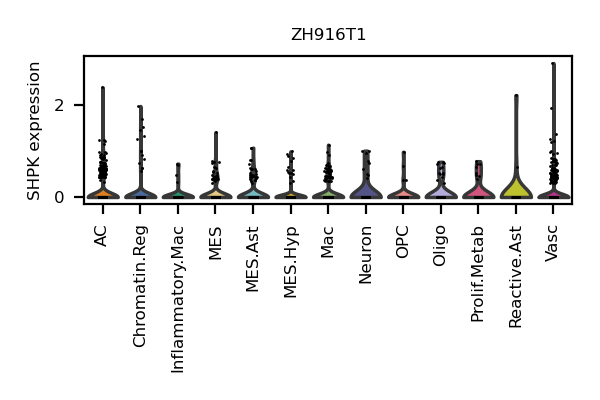 ZH916T1
SHPK expression
2
0
AC
Chromatin.Reg
Inflammatory.Mac
MES
MES.Ast
MES.Hyp
Mac
Neuron
OPC
Oligo
Prolif.Metab
Reactive.Ast
Vasc